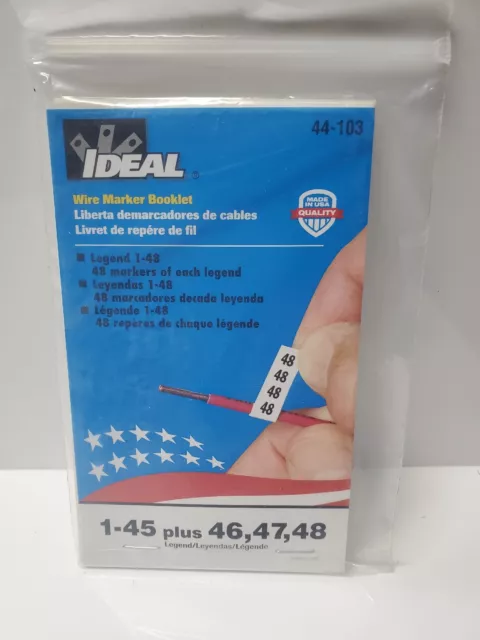 44-103
IDEAL
Wire Marker Booklet
Liberta demarcadores de cables
Livret de repére de fil
MADE
IN USA
QUALITY
Legend 1-48
48 markers of each legend
Leyendas 1-48
48 marcadores decada leyenda
Légende 1-48
48 repères de chaque légende
48
48
48
48
1-45 plus 46,47,48
Legend/Leyendas/Légende